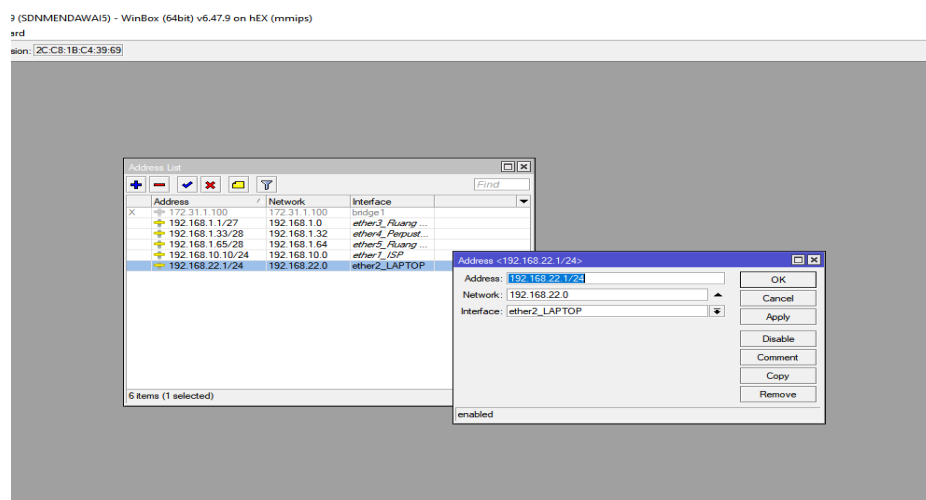 9 (SDNMENDAWAI5) - WinBox (64bit) v6.47.9 on hEX (mmips)
ard
sion: 2C:C8:1B:C4:39:69
Address List
Find
Address Network Interface
X 172.31.1.100 172.31.1.100 bridge1
192.168.1.1/27 192.168.1.0 ether3_Ruang ...
192.168.1.33/28 192.168.1.32 ether4_Perpust...
192.168.1.65/28 192.168.1.64 ether5_Ruang ...
192.168.10.10/24 192.168.10.0 ether1_ISP
192.168.22.1/24 192.168.22.0 ether2_LAPTOP
6 items (1 selected)
Address <192.168.22.1/24>
Address: 192.168.22.1/24
Network: 192.168.22.0
Interface: ether2_LAPTOP
OK
Cancel
Apply
Disable
Comment
Copy
Remove
enabled